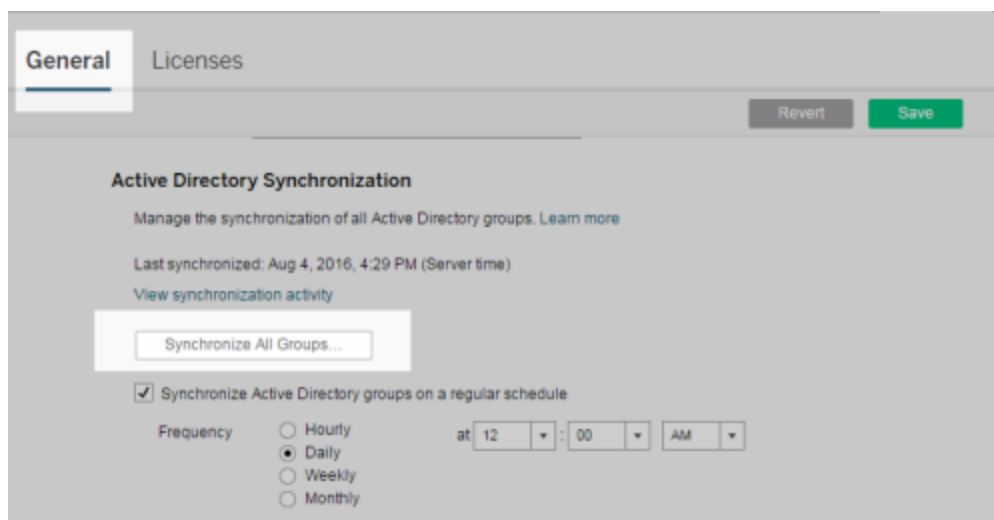 General Licenses
Revert Save
Active Directory Synchronization
Manage the synchronization of all Active Directory groups. Learn more
Last synchronized: Aug 4, 2016, 4:29 PM (Server time)
View synchronization activity
Synchronize All Groups...
Synchronize Active Directory groups on a regular schedule
Frequency Hourly at 12 : 00 AM
Daily
Weekly
Monthly